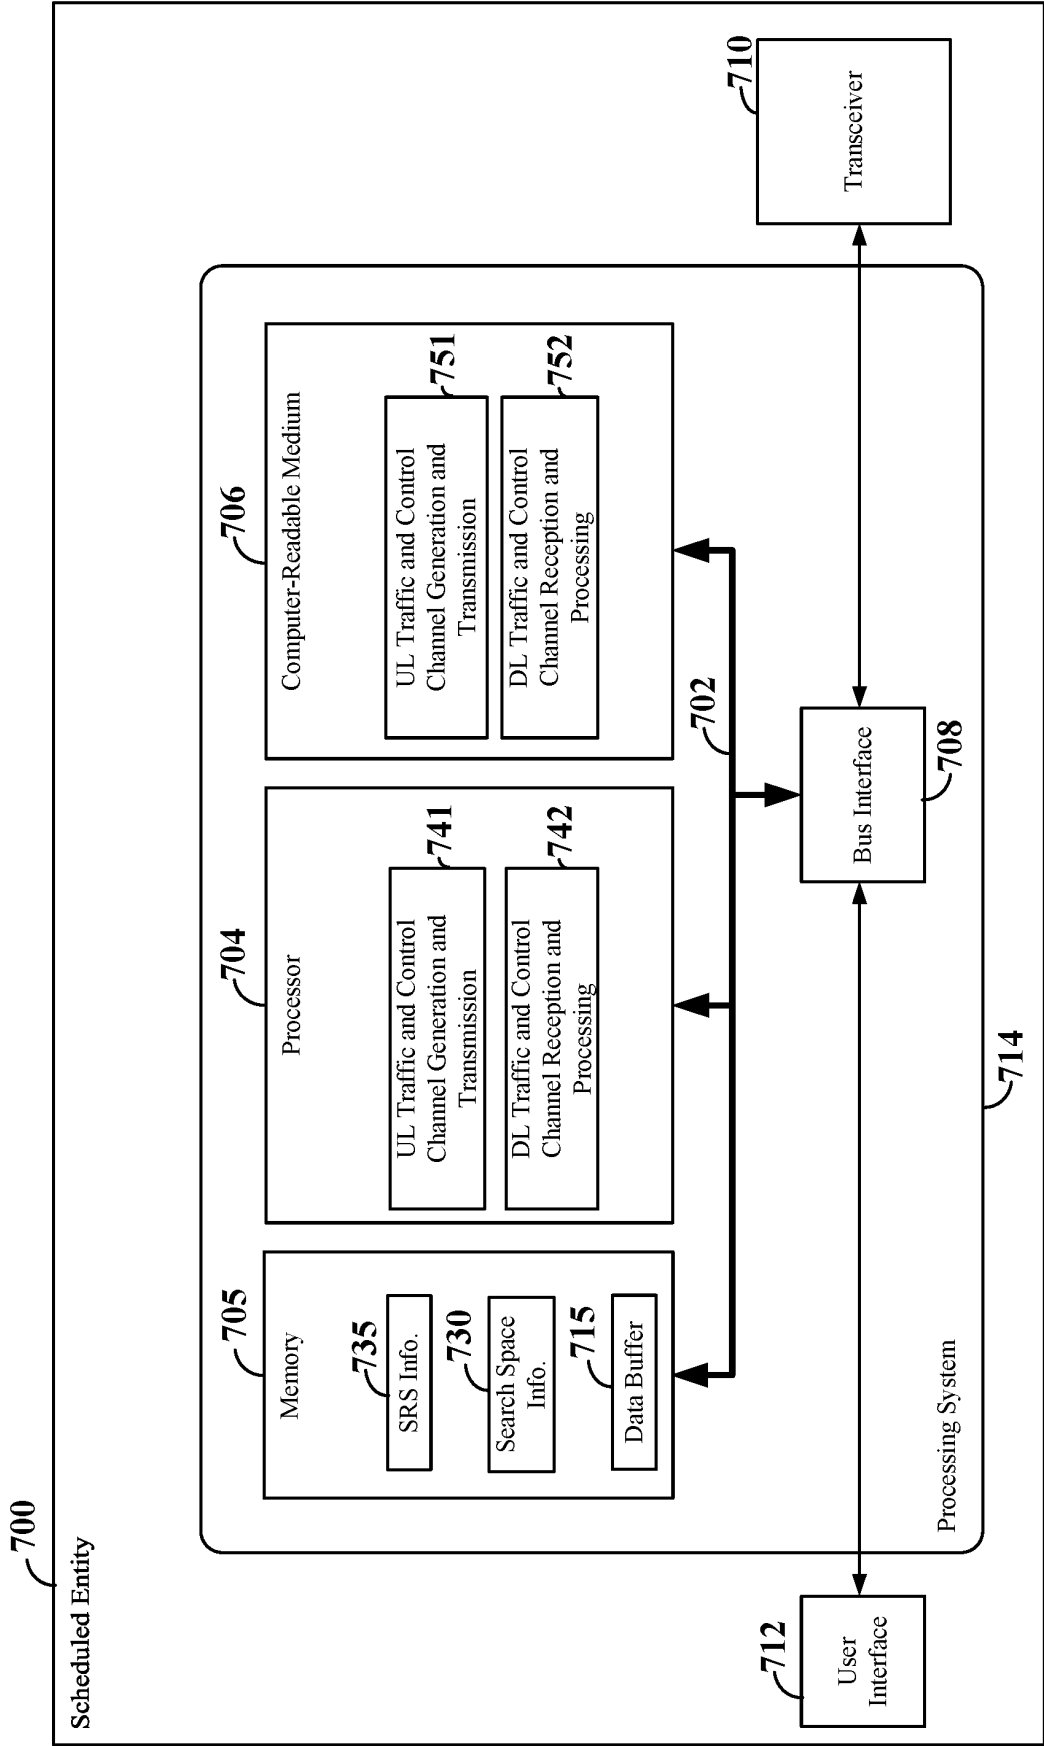 700
Scheduled Entity
705
Memory
735
SRS Info.
730
Search Space
Info.
715
Data Buffer
704
Processor
741
UL Traffic and Control
Channel Generation and
Transmission
742
DL Traffic and Control
Channel Reception and
Processing
706
Computer-Readable Medium
751
UL Traffic and Control
Channel Generation and
Transmission
752
DL Traffic and Control
Channel Reception and
Processing
702
712
User
Interface
Bus Interface
708
710
Transceiver
Processing System
714